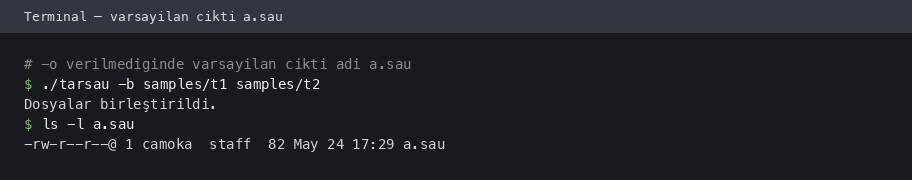 Terminal — varsayilan cikti a.sau
# -o verilmediginde varsayilan cikti adi a.sau
$ ./tarsau -b samples/t1 samples/t2
Dosyalar birleştirildi.
$ ls -l a.sau
-rw-r--r--@ 1 camoka  staff  82 May 24 17:29 a.sau